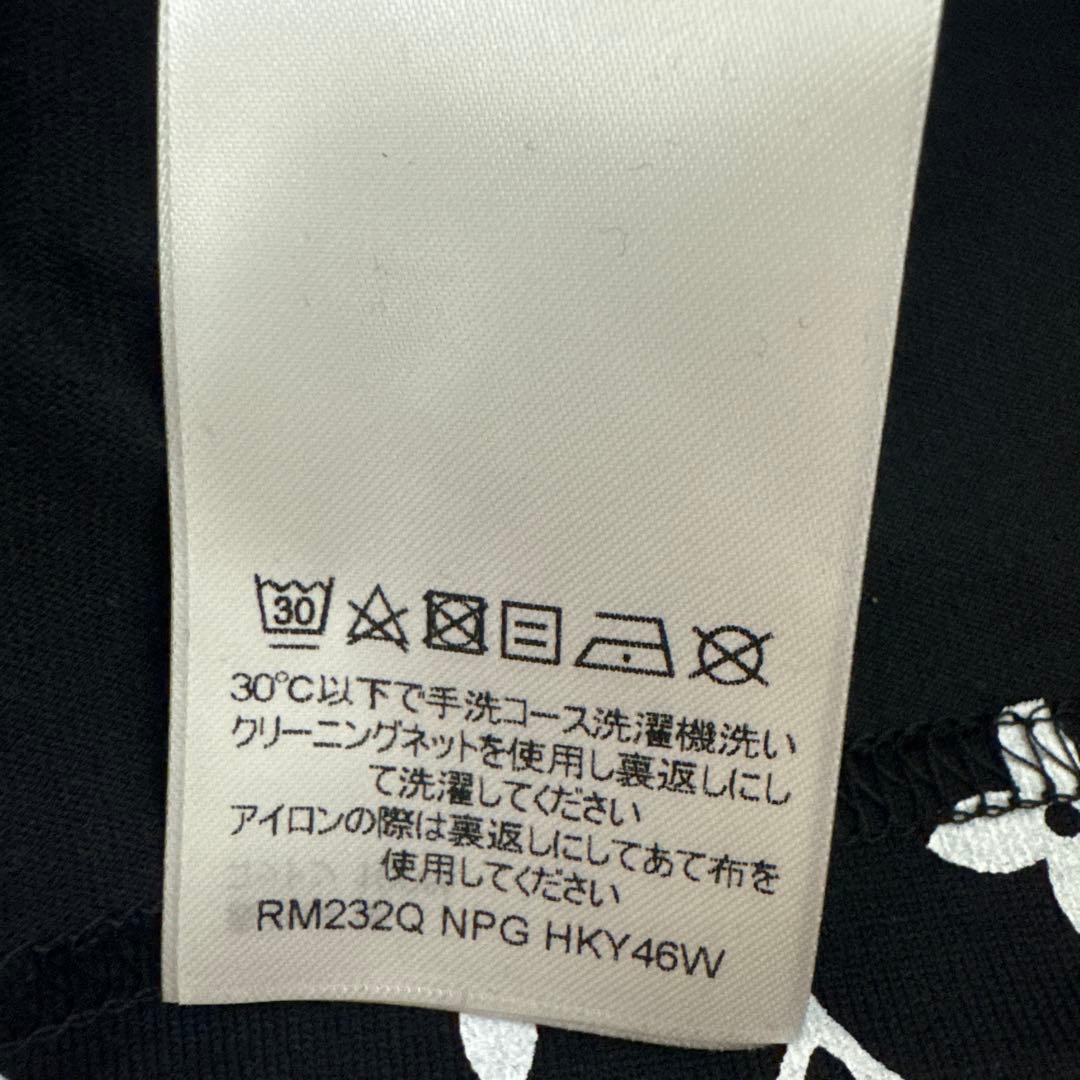 30
30℃以下で手洗コース洗濯機洗い
クリーニングネットを使用し裏返しにし
て洗濯してください
アイロンの際は裏返しにしてあて布を
使用してください
RM232Q NPG HKY46W